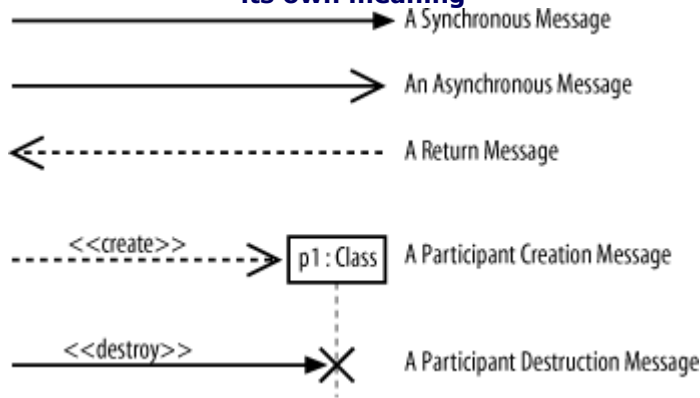 its own meaning
A Synchronous Message
An Asynchronous Message
A Return Message
<<create>>
p1 : Class
A Participant Creation Message
<<destroy>>
A Participant Destruction Message